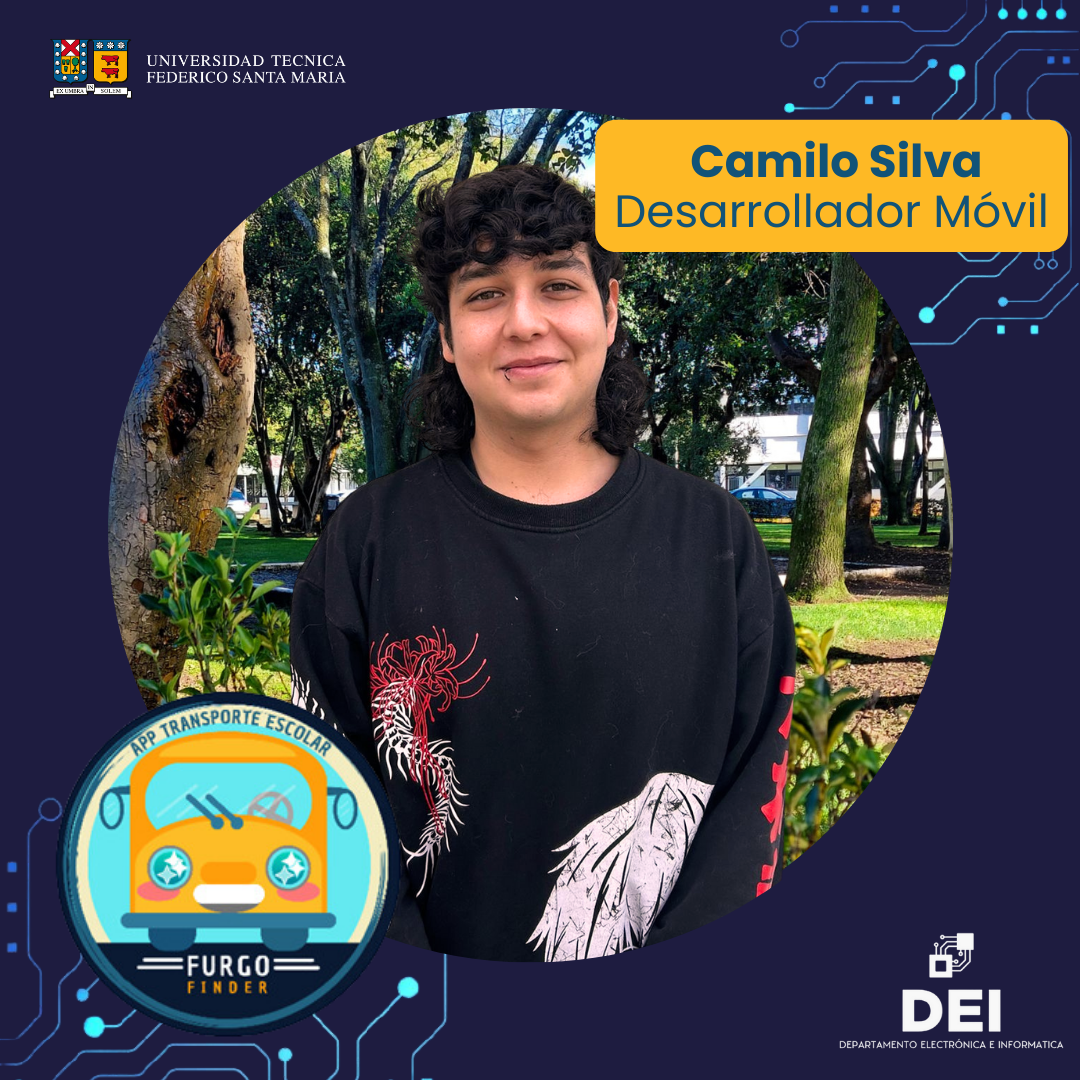 UNIVERSIDAD TECNICA
FEDERICO SANTA MARIA
EX UMBRA IN SOLEM
Camilo Silva
Desarrollador Móvil
APP TRANSPORTE ESCOLAR
FURGO
FINDER
DEI
DEPARTAMENTO ELECTRÓNICA E INFORMATICA